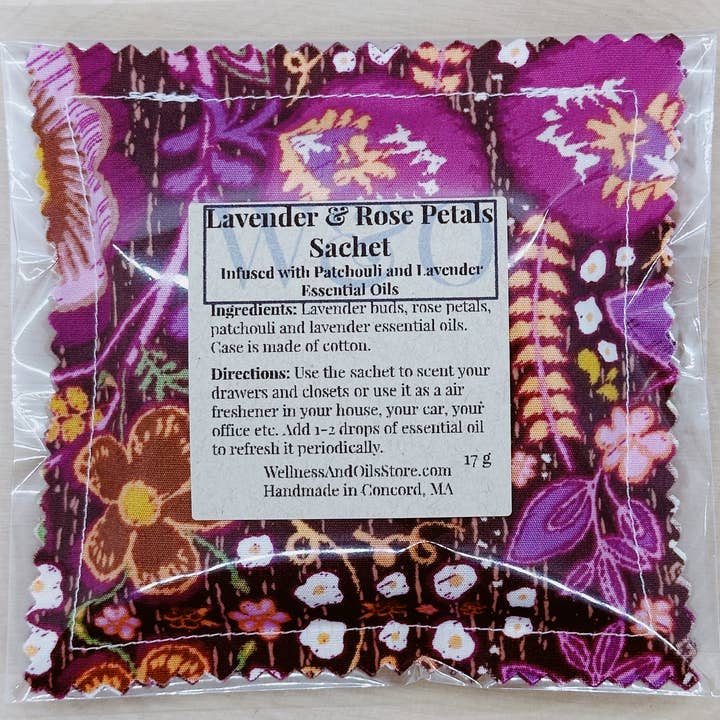 Lavender & Rose Petals
Sachet
Infused with Patchouli and Lavender
Essential Oils
W&O
Ingredients: Lavender buds, rose petals,
patchouli and lavender essential oils.
Case is made of cotton.
Directions: Use the sachet to scent your
drawers and closets or use it as a air
freshener in your house, your car, your
office etc. Add 1-2 drops of essential oil
to refresh it periodically.
17 g
WellnessAndOilsStore.com
Handmade in Concord, MA